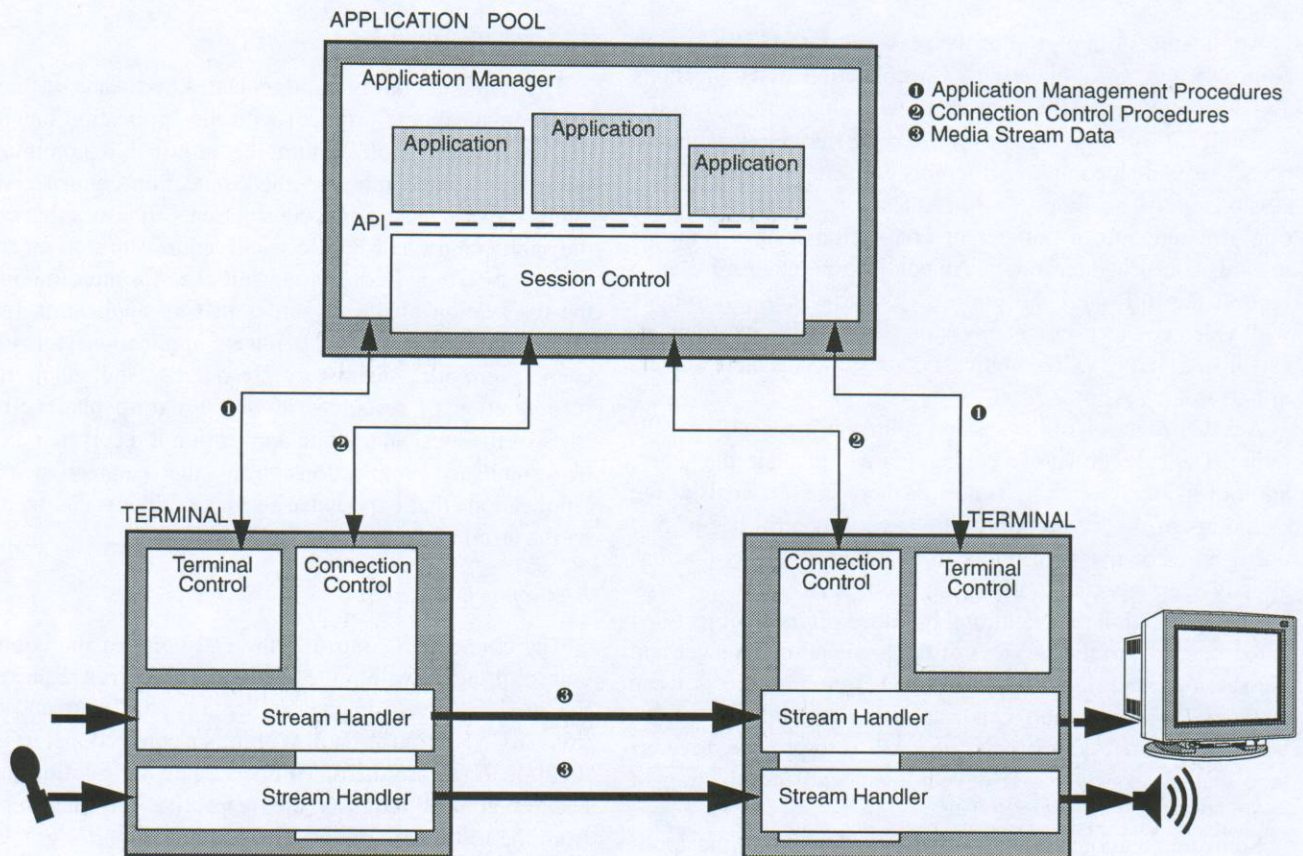 APPLICATION POOL
Application Manager
❶ Application Management Procedures
❷ Connection Control Procedures
❸ Media Stream Data
Application
Application
Application
API
Session Control
❶
❷
❷
❶
TERMINAL
TERMINAL
Terminal
Control
Connection
Control
Connection
Control
Terminal
Control
Stream Handler
❸
Stream Handler
Stream Handler
❸
Stream Handler